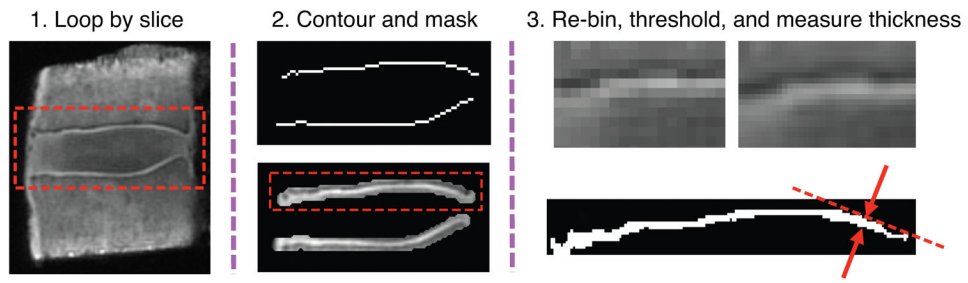 1. Loop by slice
2. Contour and mask
3. Re-bin, threshold, and measure thickness